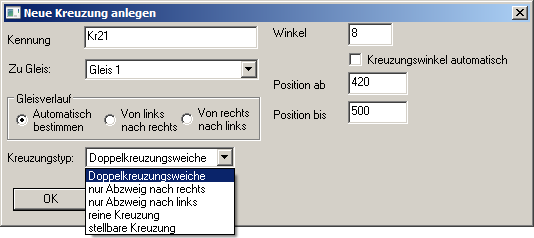 Neue Kreuzung anlegen
Kennung
Kr21
Winkel
8
Kreuzungswinkel automatisch
Zu Gleis:
Gleis 1
Position ab
420
Gleisverlauf
Automatisch
bestimmen
Von links
nach rechts
Von rechts
nach links
Position bis
500
Kreuzungstyp:
Doppelkreuzungsweiche
Doppelkreuzungsweiche
nur Abzweig nach rechts
nur Abzweig nach links
reine Kreuzung
stellbare Kreuzung
OK